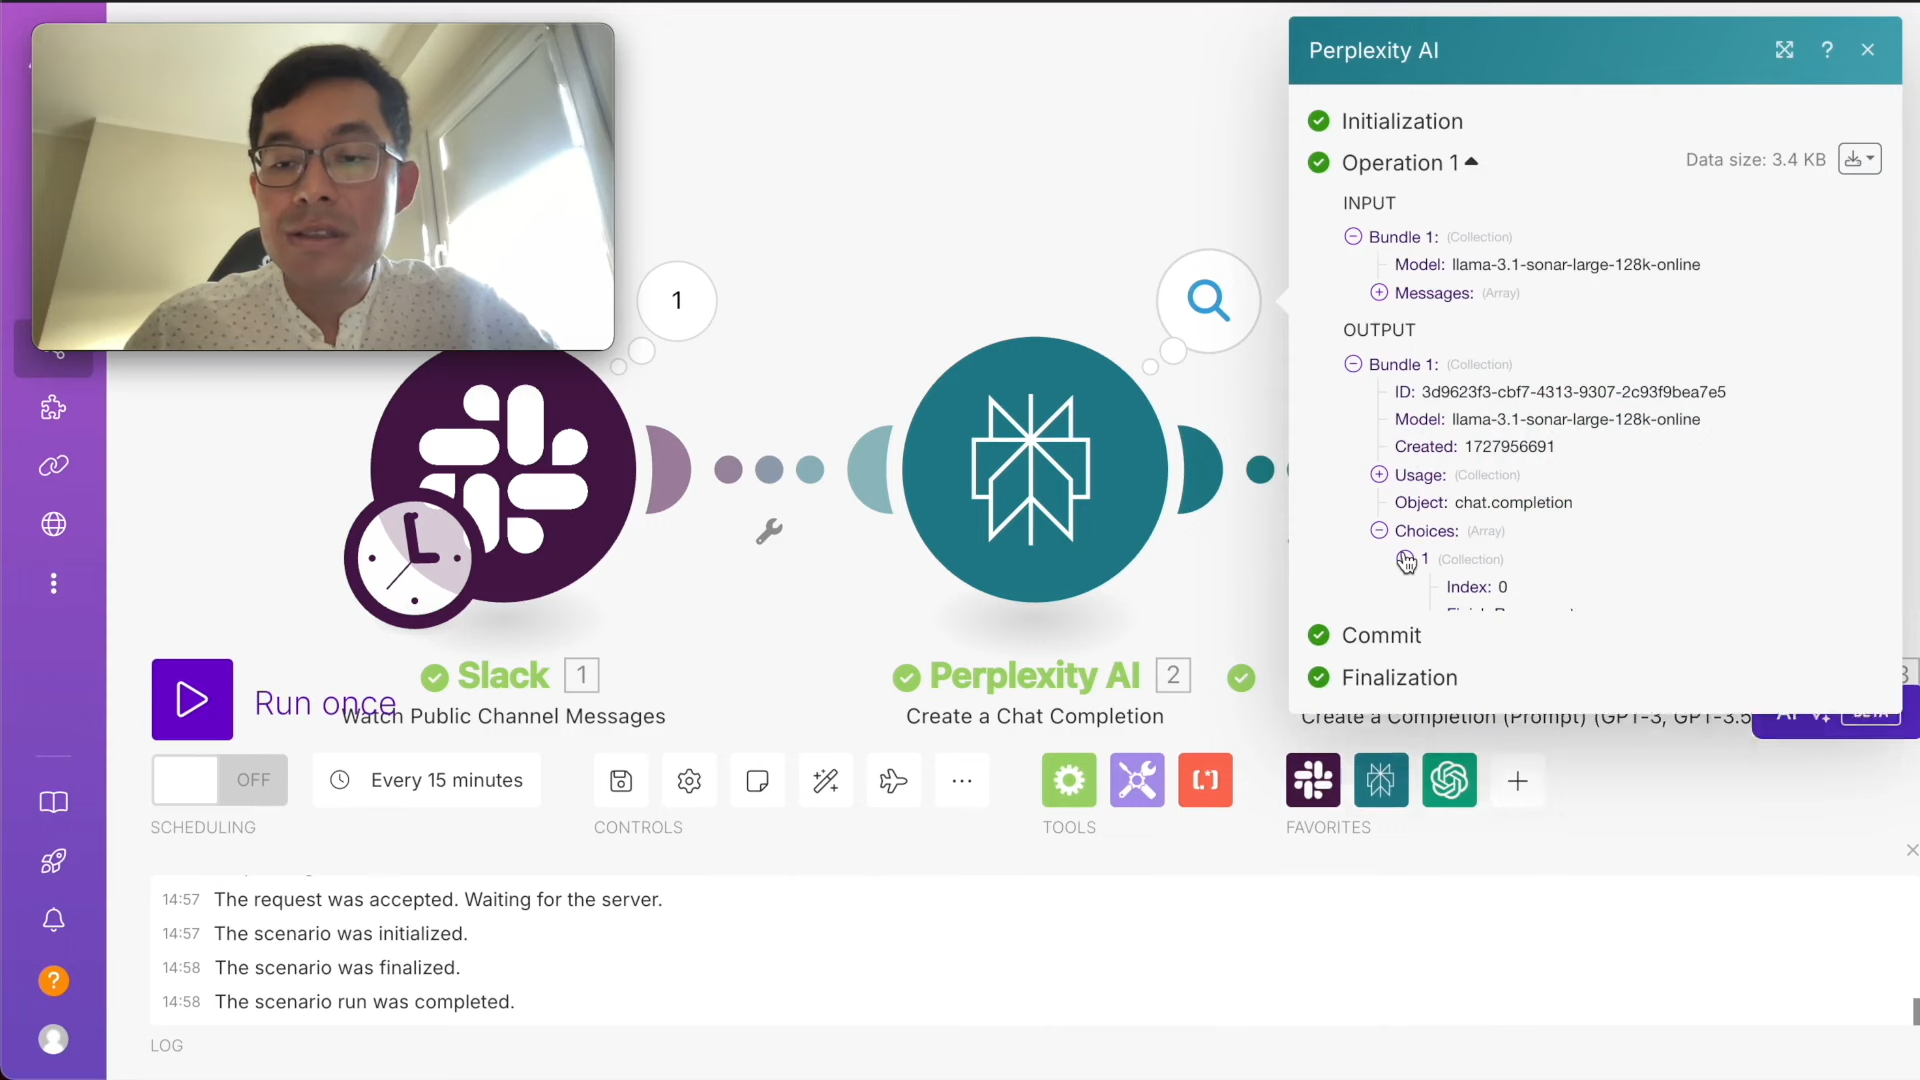 Perplexity AI
?
Initialization
Operation 1
Data size: 3.4 KB
INPUT
Bundle 1: (Collection)
Model: llama-3.1-sonar-large-128k-online
Messages: (Array)
OUTPUT
Bundle 1: (Collection)
ID: 3d9623f3-cbf7-4313-9307-2c93f9bea7e5
Model: llama-3.1-sonar-large-128k-online
Created: 1727956691
Usage: (Collection)
Object: chat.completion
Choices: (Array)
1 (Collection)
Index: 0
Commit
Finalization
1
Slack 1
Watch Public Channel Messages
Perplexity AI 2
Create a Chat Completion
Create a Completion (Prompt) (GPT-3, GPT-3.5
Run once
OFF
Every 15 minutes
SCHEDULING
CONTROLS
TOOLS
FAVORITES
14:57 The request was accepted. Waiting for the server.
14:57 The scenario was initialized.
14:58 The scenario was finalized.
14:58 The scenario run was completed.
LOG
?